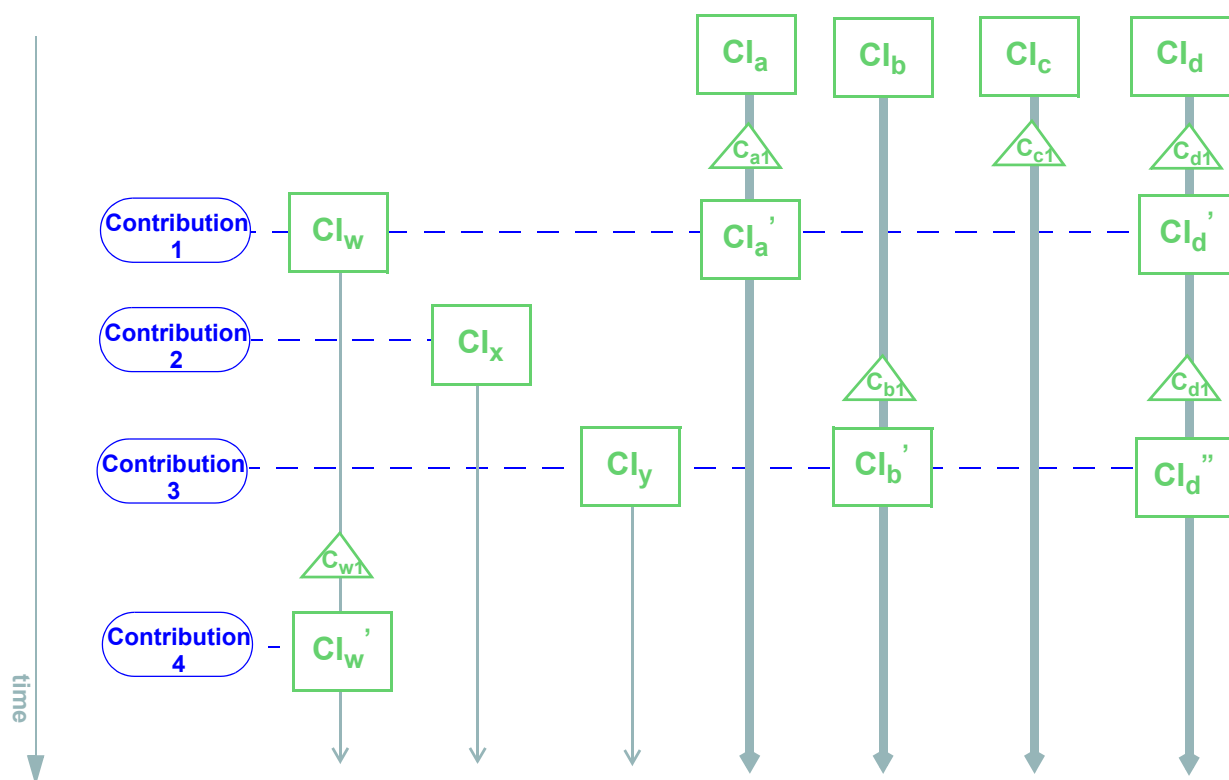 CIa CIb CIc CId
Ca1 Cc1 Cd1
Contribution
1
CIw CIa’ CId’
Contribution
2
CIx
Cb1 Cd1
Contribution
3
CIy CIb’ CId”
Cw1
Contribution
4
CIw’
time